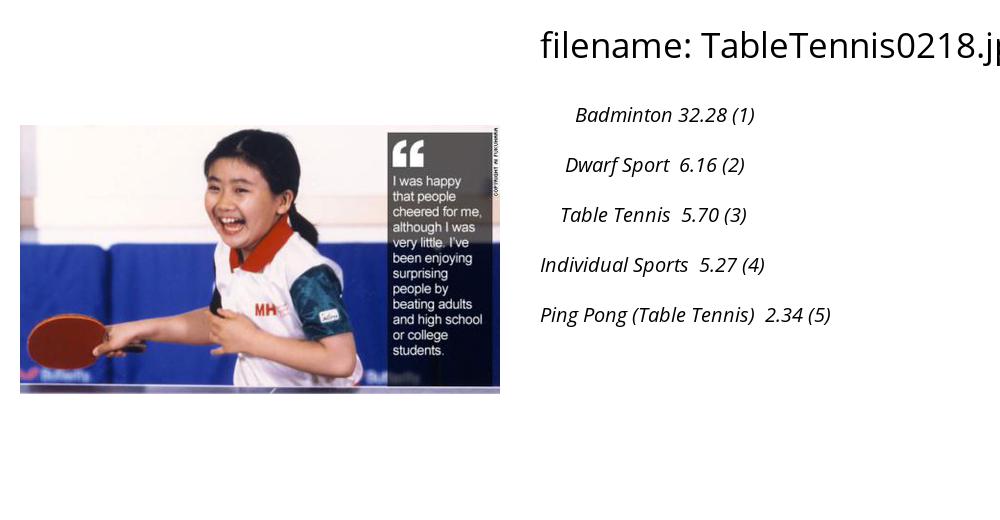 filename: TableTennis0218.jp
Badminton 32.28 (1)
Dwarf Sport 6.16 (2)
Table Tennis 5.70 (3)
Individual Sports 5.27 (4)
Ping Pong (Table Tennis) 2.34 (5)
“
I was happy
that people
cheered for me,
although I was
very little. I've
been enjoying
surprising
people by
beating adults
and high school
or college
students.
COPYRIGHT AI FUKUHARA
MH
Butterfly